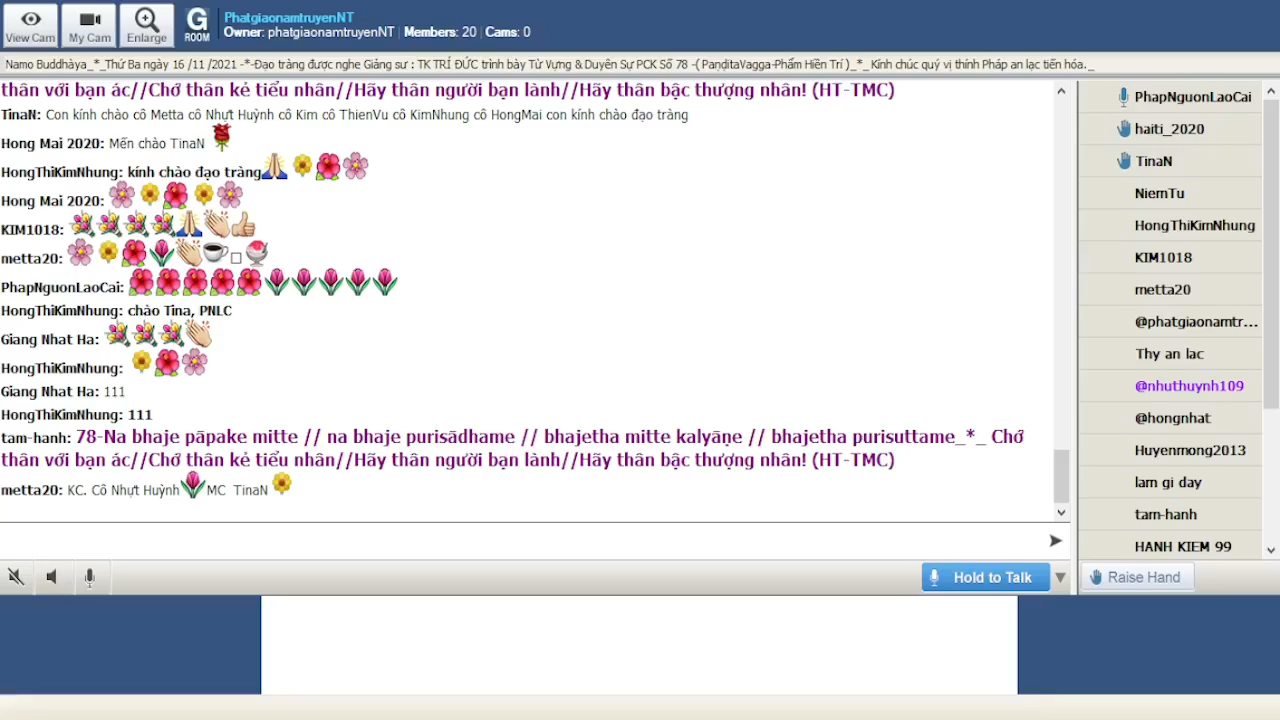 View Cam
My Cam
Enlarge
G
ROOM
PhatgiaonamtruyenNT
Owner: phatgiaonamtruyenNT | Members: 20 | Cams: 0
Namo Buddhàya_*_Thứ Ba ngày 16 /11 /2021 -*-Đạo tràng được nghe Giảng sư : TK TRÍ ĐỨC trình bày Từ Vựng & Duyên Sự PCK Số 78 -( PaṇḍitaVagga-Phẩm Hiền Trí )_*_Kính chúc quý vị thính Pháp an lạc tiến hóa._
thân với bạn ác//Chớ thân kẻ tiểu nhân//Hãy thân người bạn lành//Hãy thân bậc thượng nhân! (HT-TMC)
TinaN: Con kính chào cô Metta cô Nhựt Huỳnh cô Kim cô ThienVu cô KimNhung cô HongMai con kính chào đạo tràng
Hong Mai 2020: Mến chào TinaN
HongThiKimNhung: kính chào đạo tràng
Hong Mai 2020:
KIM1018:
metta20:
PhapNguonLaoCai:
HongThiKimNhung: chào Tina, PNLC
Giang Nhat Ha:
HongThiKimNhung:
Giang Nhat Ha: 111
HongThiKimNhung: 111
tam-hanh: 78-Na bhaje pāpake mitte // na bhaje purisādhame // bhajetha mitte kalyāṇe // bhajetha purisuttame_*_ Chớ
thân với bạn ác//Chớ thân kẻ tiểu nhân//Hãy thân người bạn lành//Hãy thân bậc thượng nhân! (HT-TMC)
metta20: KC. Cô Nhựt Huỳnh MC TinaN
Hold to Talk
PhapNguonLaoCai
haiti_2020
TinaN
NiemTu
HongThiKimNhung
KIM1018
metta20
@phatgiaonamtr...
Thy an lac
@nhuthuynh109
@hongnhat
Huyenmong2013
lam gi day
tam-hanh
HANH KIEM 99
Raise Hand